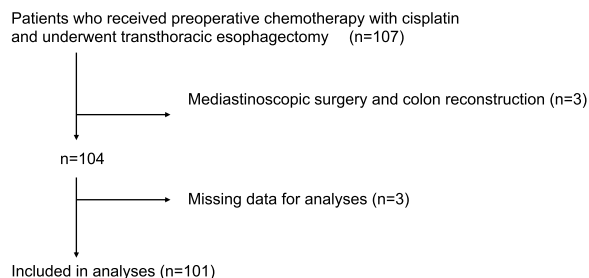 Patients who received preoperative chemotherapy with cisplatin
and underwent transthoracic esophagectomy (n=107)
Mediastinoscopic surgery and colon reconstruction (n=3)
n=104
Missing data for analyses (n=3)
Included in analyses (n=101)